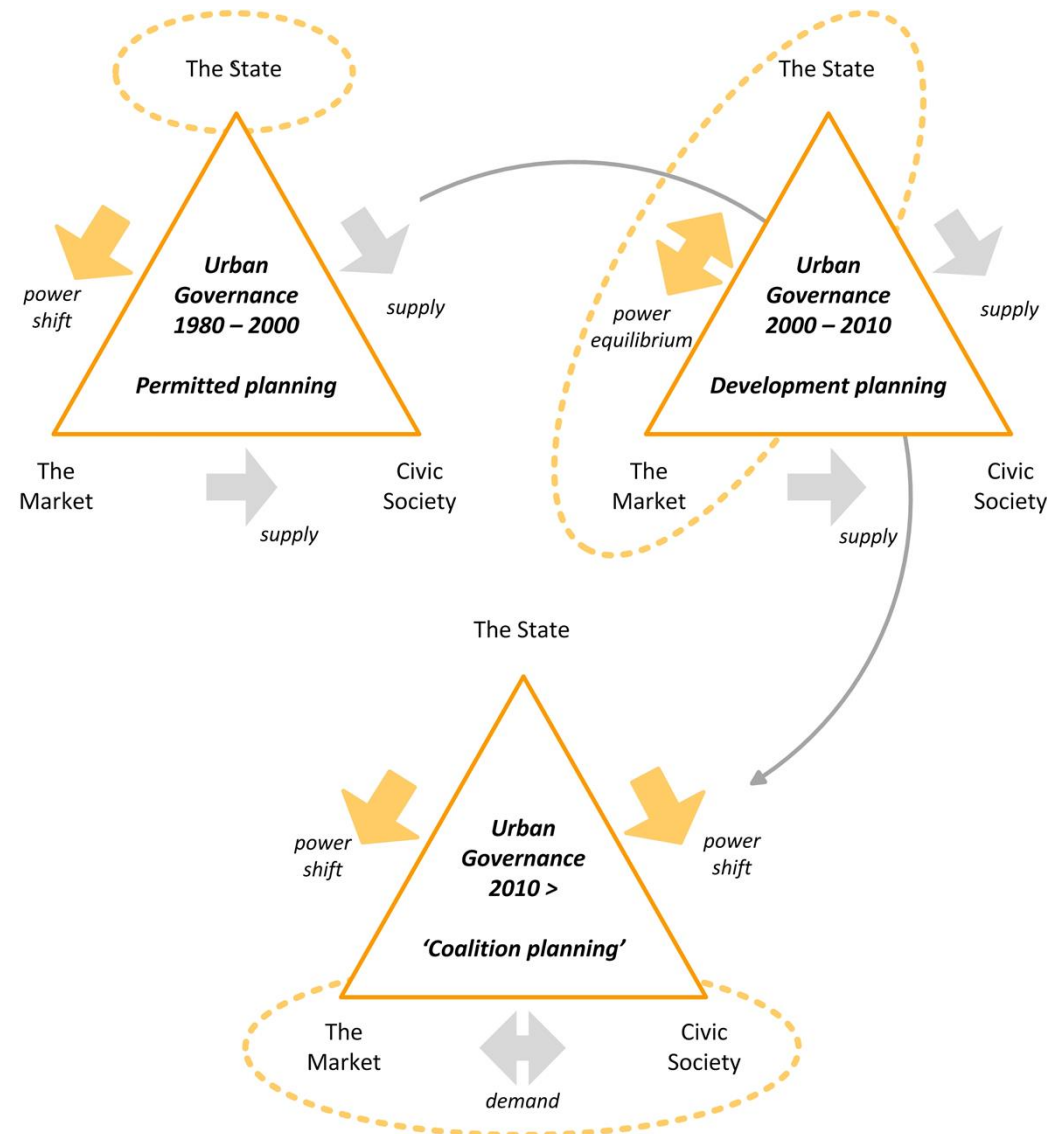 The State
power
shift
Urban
Governance
1980 – 2000
Permitted planning
supply
The
Market
supply
Civic
Society
The State
power
equilibrium
Urban
Governance
2000 – 2010
Development planning
supply
The
Market
supply
Civic
Society
The State
power
shift
Urban
Governance
2010 >
‘Coalition planning’
power
shift
The
Market
demand
Civic
Society